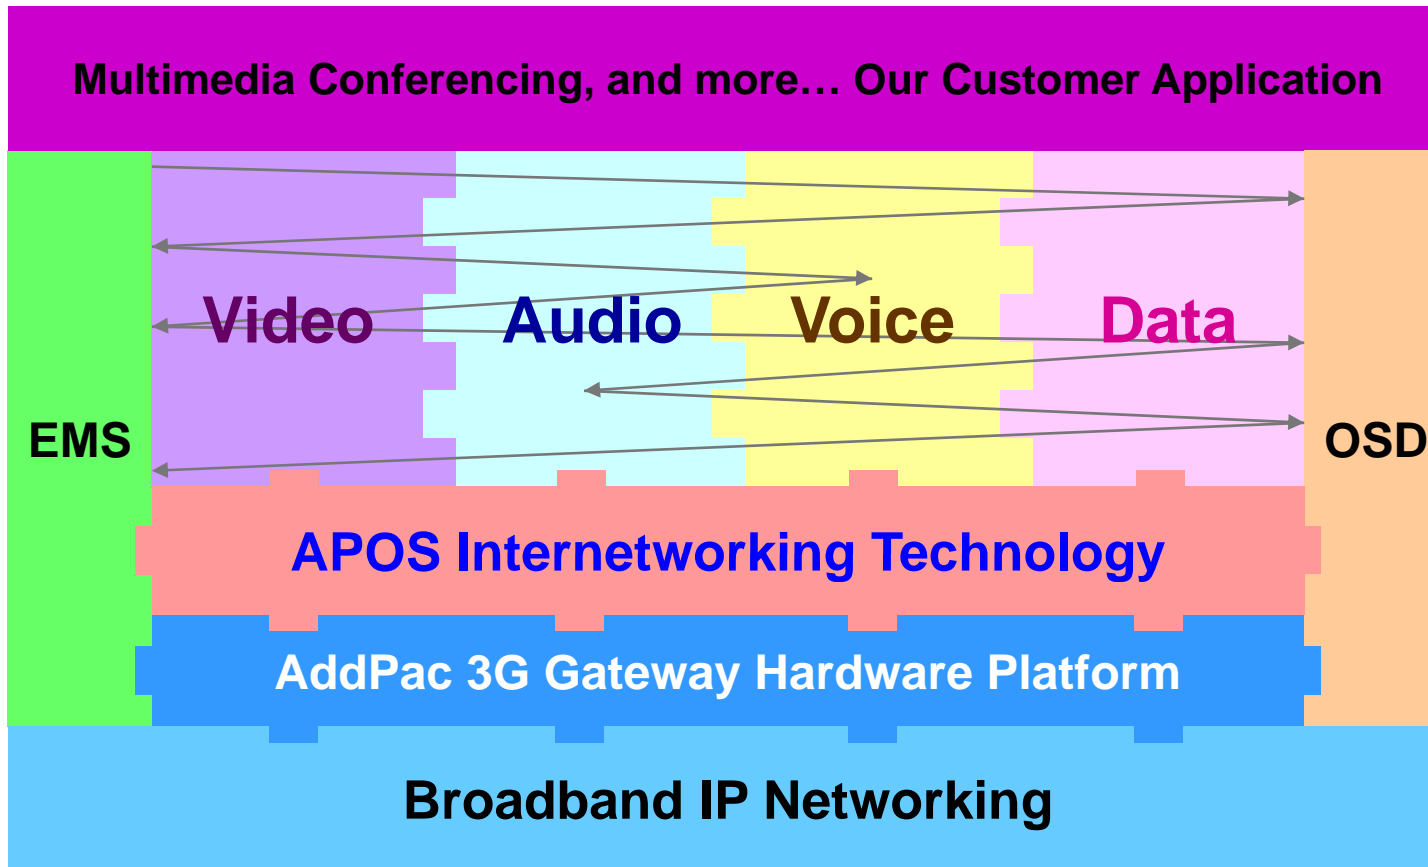 Multimedia Conferencing, and more… Our Customer Application
Video Audio Voice Data
EMS
OSD
APOS Internetworking Technology
AddPac 3G Gateway Hardware Platform
Broadband IP Networking